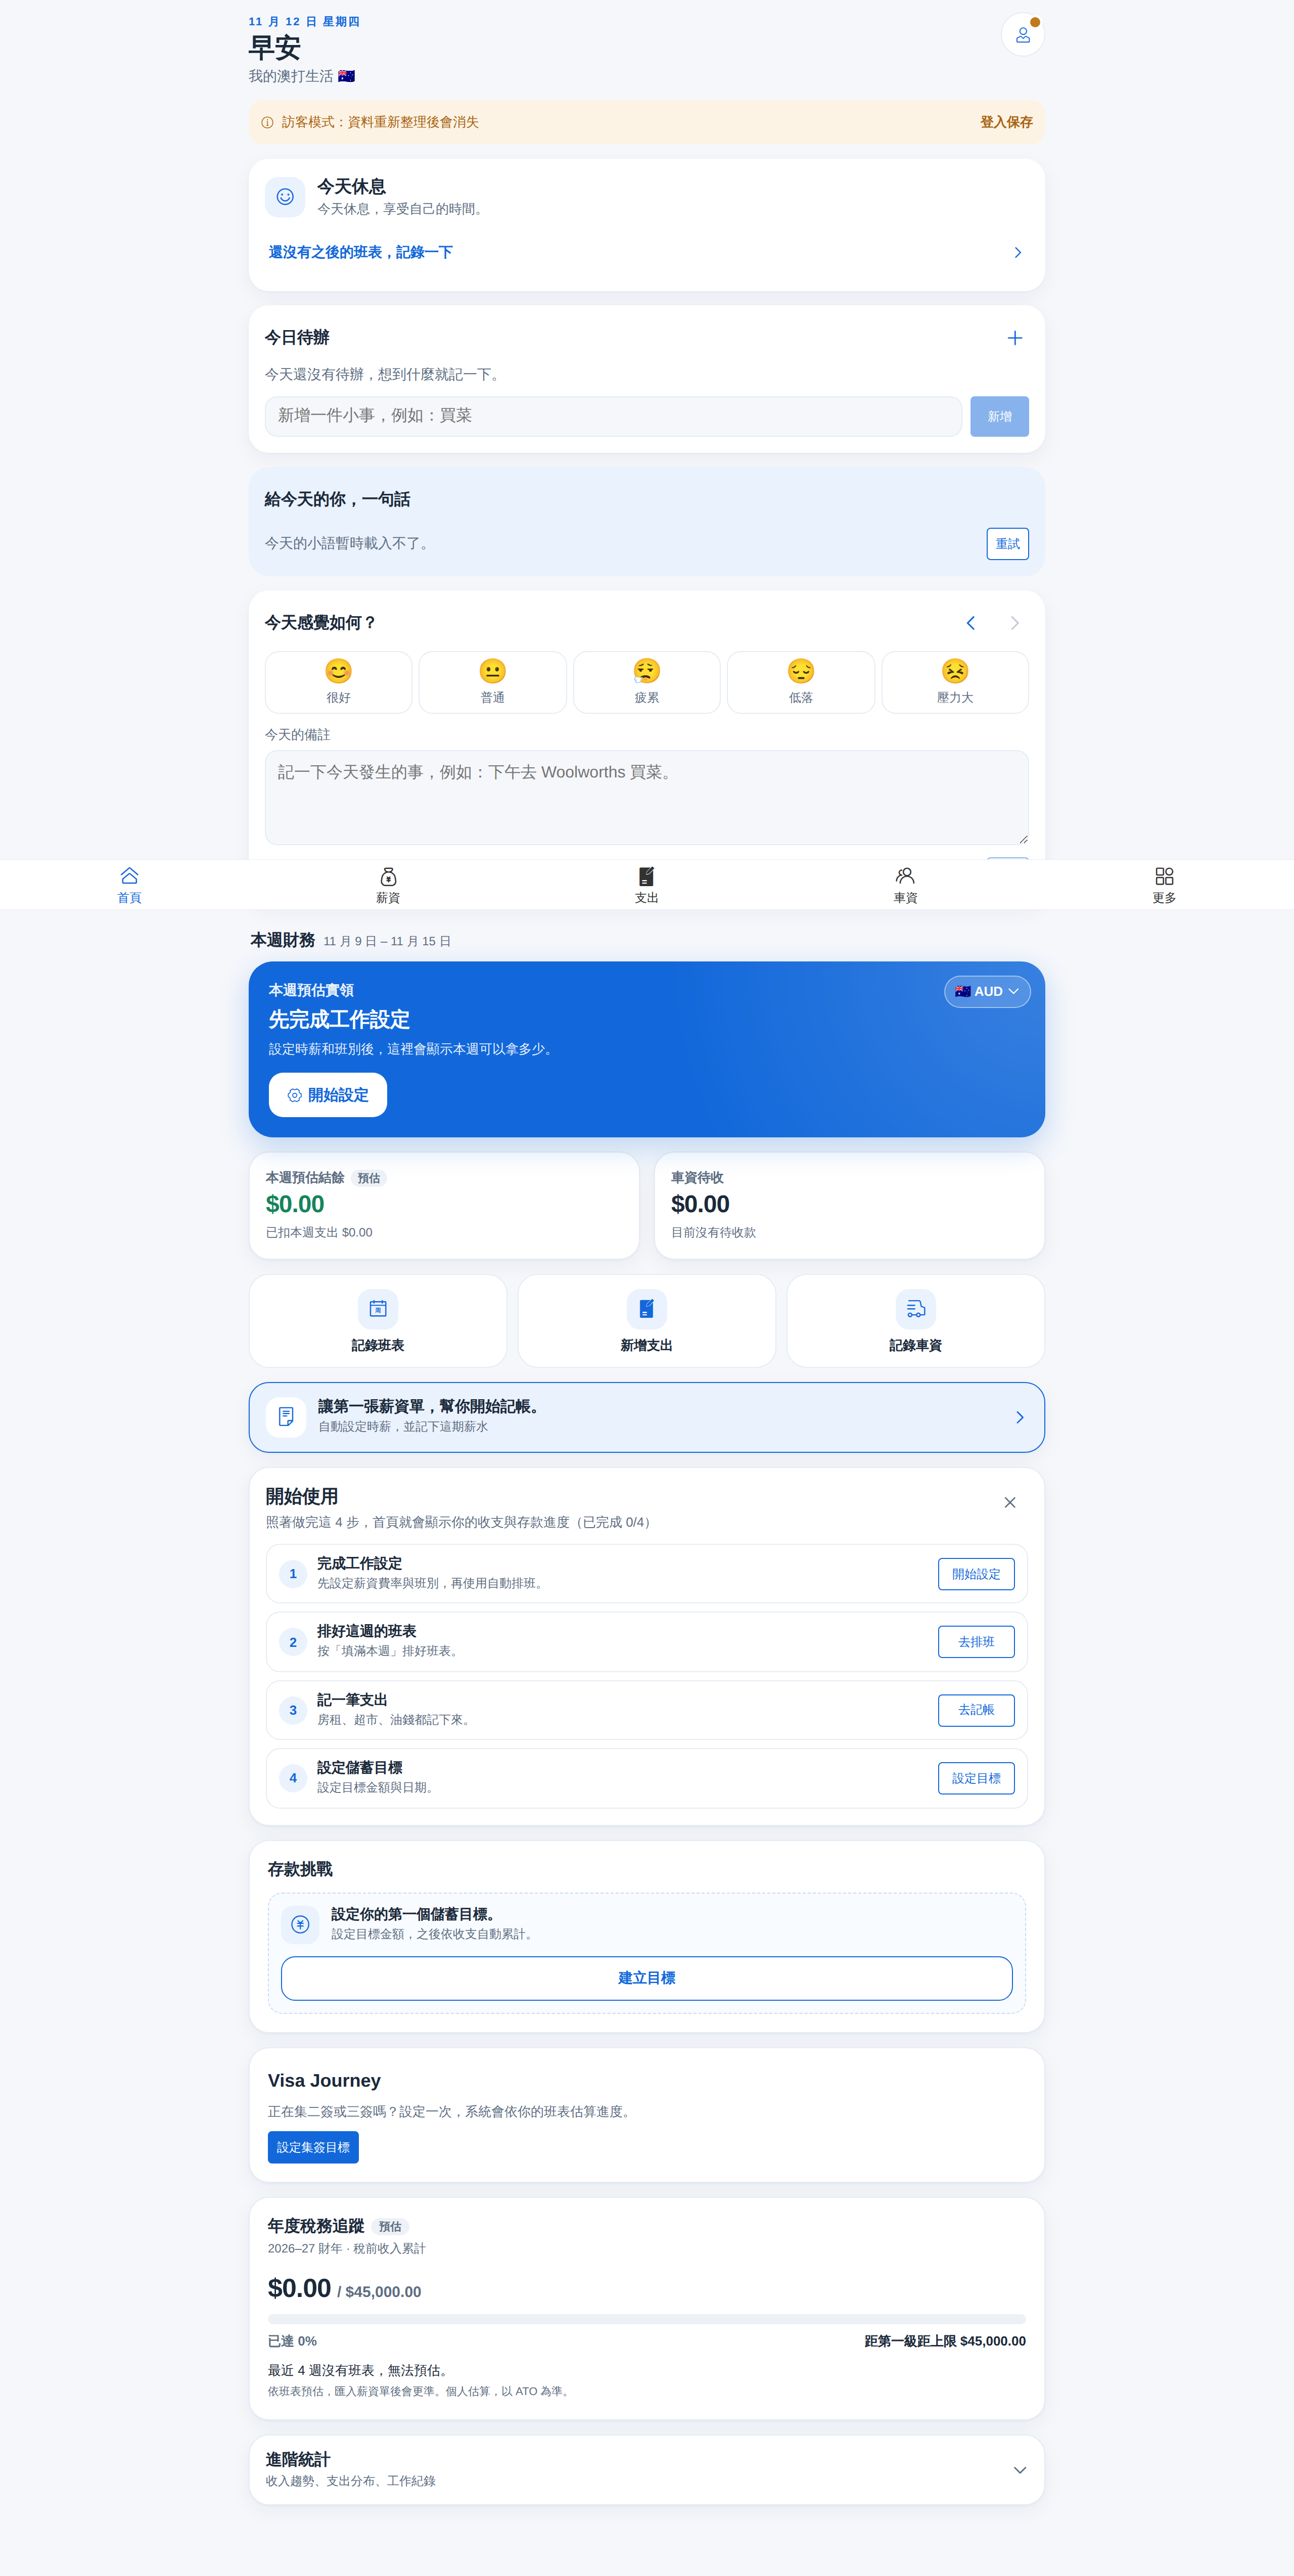 11 月 12 日 星期四
早安
我的澳打生活 🇦🇺
訪客模式：資料重新整理後會消失
登入保存
今天休息
今天休息，享受自己的時間。
還沒有之後的班表，記錄一下
今日待辦
今天還沒有待辦，想到什麼就記一下。
新增一件小事，例如：買菜
新增
給今天的你，一句話
今天的小語暫時載入不了。
重試
今天感覺如何？
很好
普通
疲累
低落
壓力大
今天的備註
記一下今天發生的事，例如：下午去 Woolworths 買菜。
首頁
薪資
支出
車資
更多
本週財務 11 月 9 日 – 11 月 15 日
本週預估實領
🇦🇺 AUD
先完成工作設定
設定時薪和班別後，這裡會顯示本週可以拿多少。
開始設定
本週預估結餘 預估
$0.00
已扣本週支出 $0.00
車資待收
$0.00
目前沒有待收款
記錄班表
新增支出
記錄車資
讓第一張薪資單，幫你開始記帳。
自動設定時薪，並記下這期薪水
開始使用
照著做完這 4 步，首頁就會顯示你的收支與存款進度（已完成 0/4）
1
完成工作設定
先設定薪資費率與班別，再使用自動排班。
開始設定
2
排好這週的班表
按「填滿本週」排好班表。
去排班
3
記一筆支出
房租、超市、油錢都記下來。
去記帳
4
設定儲蓄目標
設定目標金額與日期。
設定目標
存款挑戰
設定你的第一個儲蓄目標。
設定目標金額，之後依收支自動累計。
建立目標
Visa Journey
正在集二簽或三簽嗎？設定一次，系統會依你的班表估算進度。
設定集簽目標
年度稅務追蹤 預估
2026–27 財年 · 稅前收入累計
$0.00 / $45,000.00
已達 0%
距第一級距上限 $45,000.00
最近 4 週沒有班表，無法預估。
依班表預估，匯入薪資單後會更準。個人估算，以 ATO 為準。
進階統計
收入趨勢、支出分布、工作紀錄